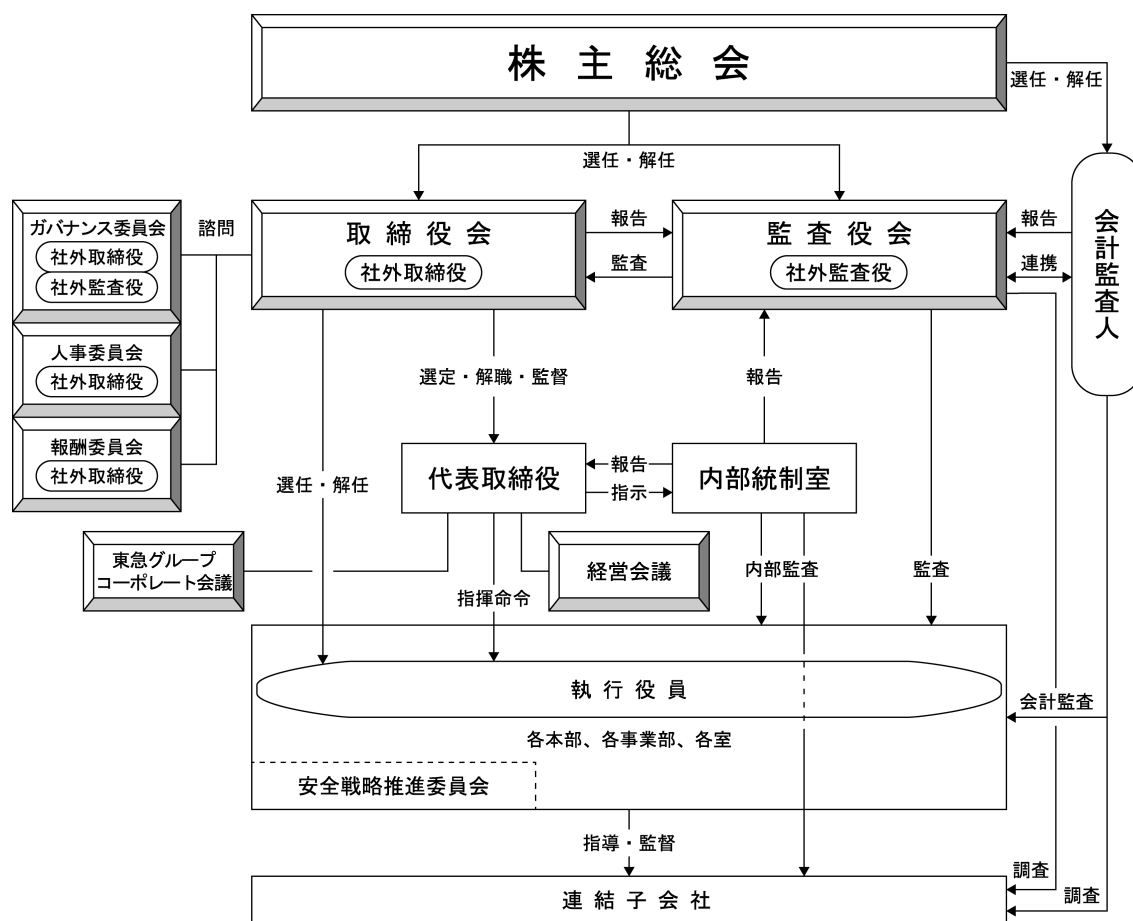 株主総会
選任・解任
選任・解任
ガバナンス委員会
社外取締役
社外監査役
諮問
取締役会
社外取締役
報告
監査
監査役会
社外監査役
報告
連携
会計監査人
人事委員会
社外取締役
選定・解職・監督
報告
報酬委員会
社外取締役
選任・解任
代表取締役
報告
指示
内部統制室
東急グループ
コーポレート会議
経営会議
指揮命令
内部監査
監査
執行役員
会計監査
各本部、各事業部、各室
安全戦略推進委員会
指導・監督
連結子会社
調査
調査